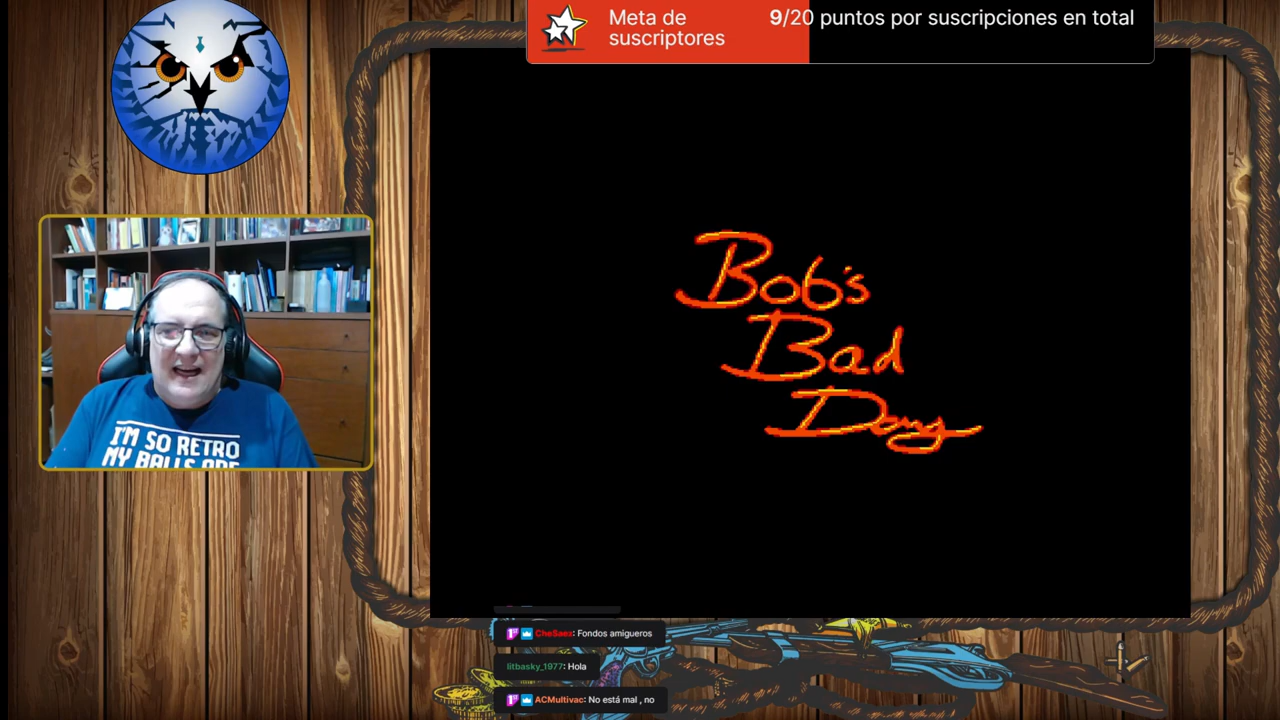 Meta de
suscriptores
9/20 puntos por suscripciones en total
Bob's
Bad
Day
I'M SO RETRO
MY BALLS ARE
CheSaez: Fondos amigueros
litbasky_1977: Hola
ACMultivac: No está mal , no